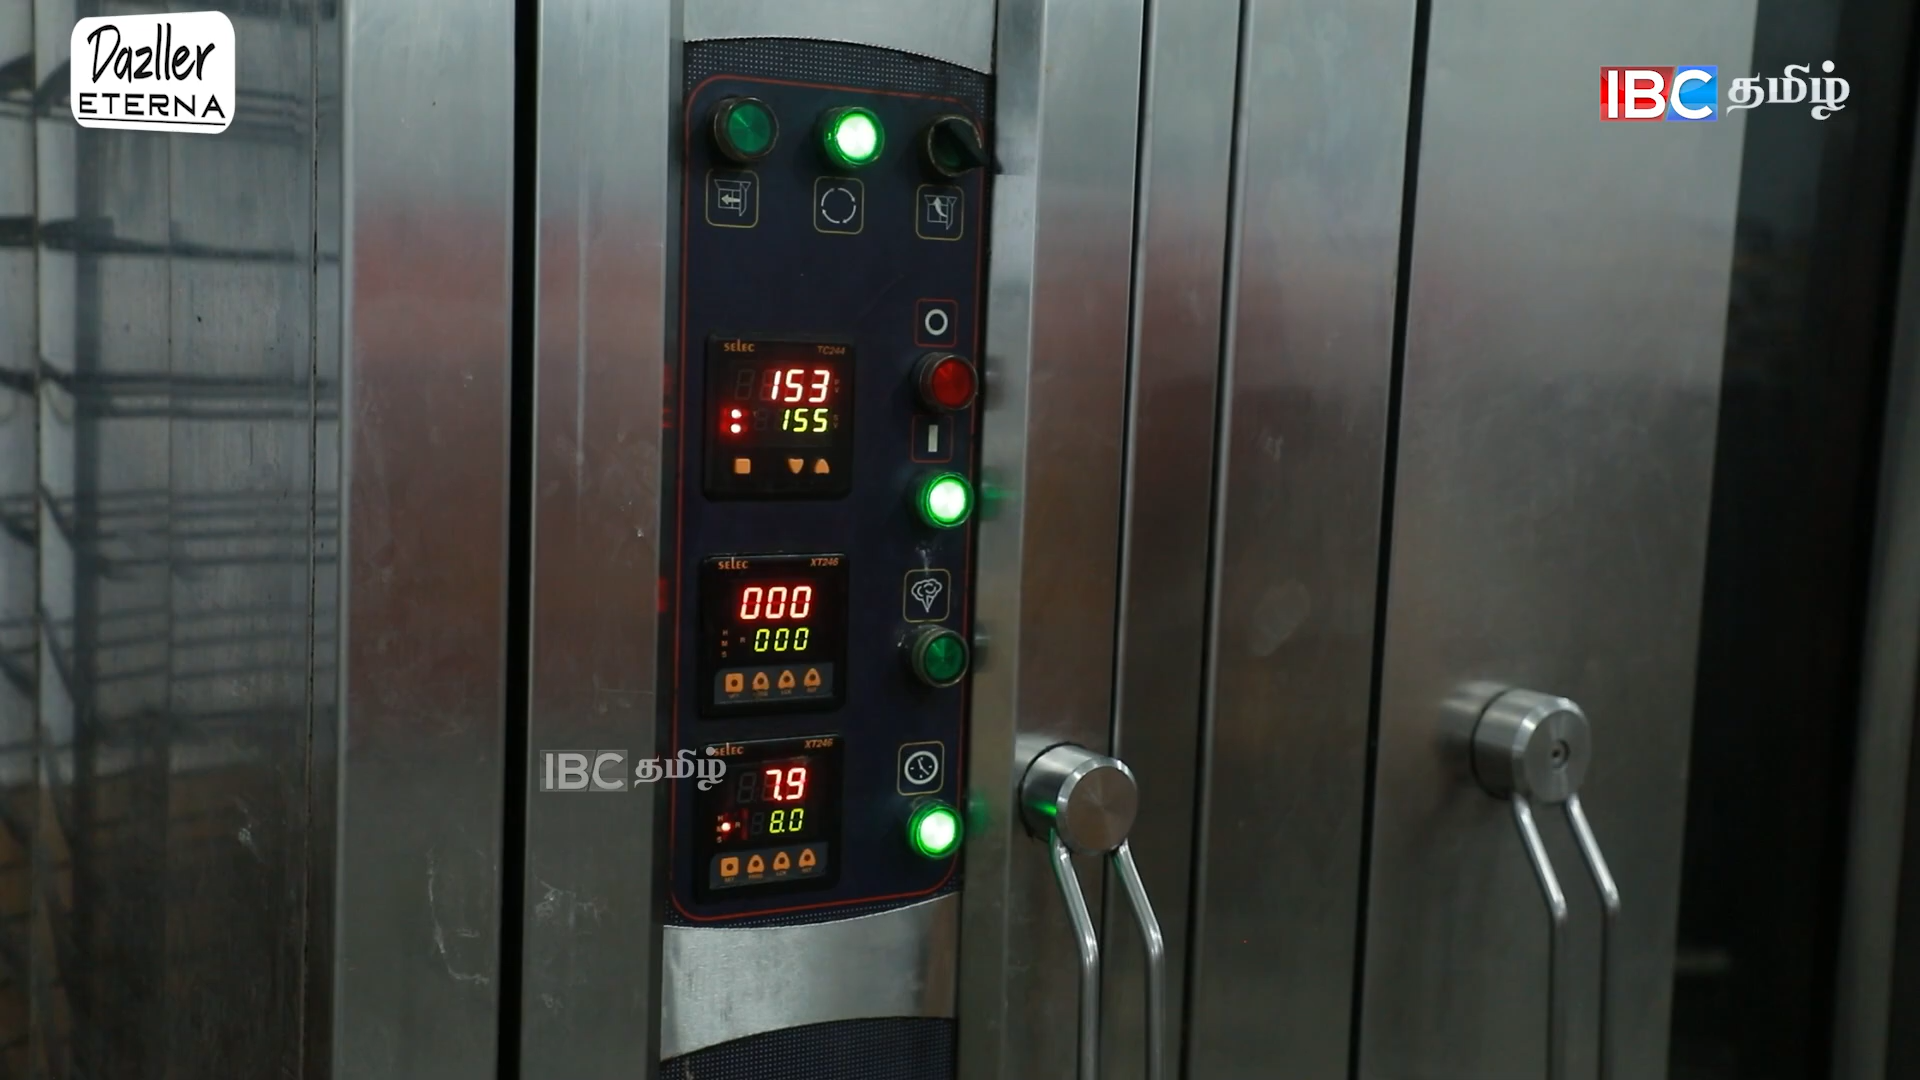 Dazller
ETERNA
IBC தமிழ்
selec TC244
153
155
selec XT246
000
000
IBC தமிழ்
selec XT246
7.9
8.0